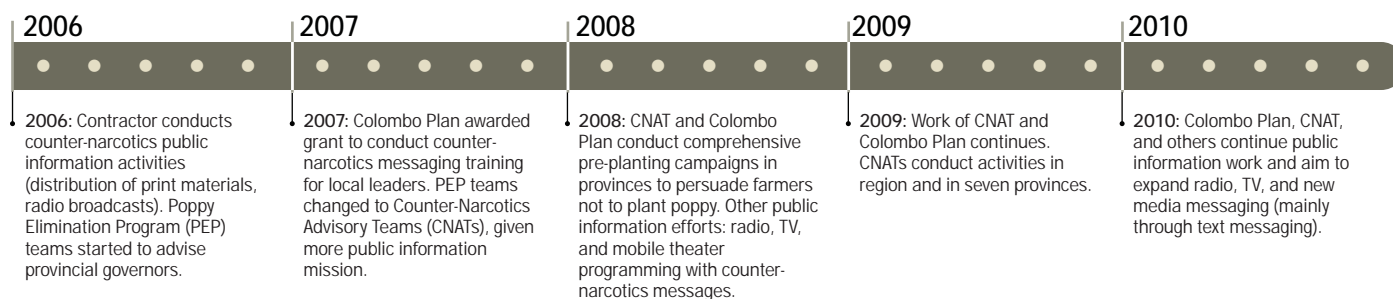 2006
2007
2008
2009
2010
2006: Contractor conducts
counter-narcotics public
information activities
(distribution of print materials,
radio broadcasts). Poppy
Elimination Program (PEP)
teams started to advise
provincial governors.
2007: Colombo Plan awarded
grant to conduct counter-
narcotics messaging training
for local leaders. PEP teams
changed to Counter-Narcotics
Advisory Teams (CNATs), given
more public information
mission.
2008: CNAT and Colombo
Plan conduct comprehensive
pre-planting campaigns in
provinces to persuade farmers
not to plant poppy. Other public
information efforts: radio, TV,
and mobile theater
programming with counter-
narcotics messages.
2009: Work of CNAT and
Colombo Plan continues.
CNATs conduct activities in
region and in seven provinces.
2010: Colombo Plan, CNAT,
and others continue public
information work and aim to
expand radio, TV, and new
media messaging (mainly
through text messaging).